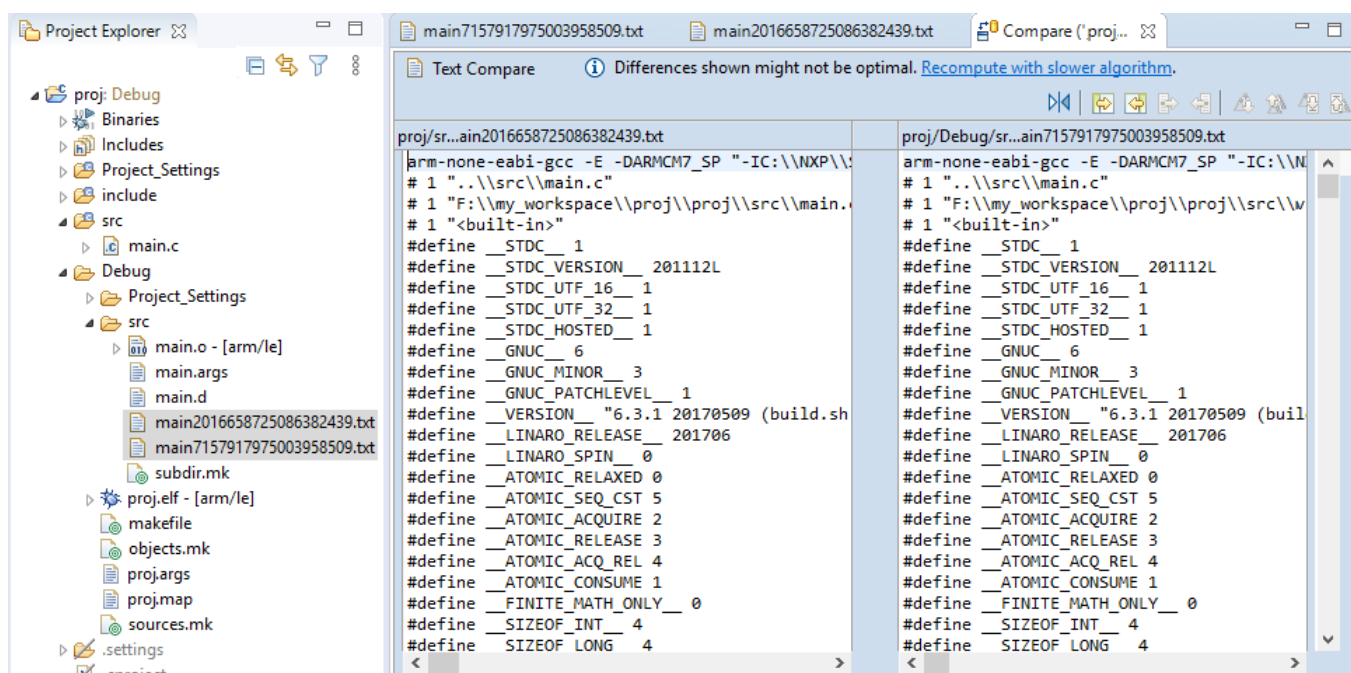 Project Explorer
proj: Debug
Binaries
Includes
Project_Settings
include
src
main.c
Debug
Project_Settings
src
main.o - [arm/le]
main.args
main.d
main2016658725086382439.txt
main7157917975003958509.txt
subdir.mk
proj.elf - [arm/le]
makefile
objects.mk
proj.args
proj.map
sources.mk
.settings
.cproject
main7157917975003958509.txt
main2016658725086382439.txt
Compare ('proj...
Text Compare
Differences shown might not be optimal. Recompute with slower algorithm.
proj/sr...ain2016658725086382439.txt
arm-none-eabi-gcc -E -DARMCM7_SP "-IC:\\NXP\\S
# 1 "..\\src\\main.c"
# 1 "F:\\my_workspace\\proj\\proj\\src\\main.
# 1 "<built-in>"
#define __STDC__ 1
#define __STDC_VERSION__ 201112L
#define __STDC_UTF_16__ 1
#define __STDC_UTF_32__ 1
#define __STDC_HOSTED__ 1
#define __GNUC__ 6
#define __GNUC_MINOR__ 3
#define __GNUC_PATCHLEVEL__ 1
#define __VERSION__ "6.3.1 20170509 (build.sh
#define __LINARO_RELEASE__ 201706
#define __LINARO_SPIN__ 0
#define __ATOMIC_RELAXED 0
#define __ATOMIC_SEQ_CST 5
#define __ATOMIC_ACQUIRE 2
#define __ATOMIC_RELEASE 3
#define __ATOMIC_ACQ_REL 4
#define __ATOMIC_CONSUME 1
#define __FINITE_MATH_ONLY__ 0
#define __SIZEOF_INT__ 4
#define __SIZEOF_LONG__ 4
proj/Debug/sr...ain7157917975003958509.txt
arm-none-eabi-gcc -E -DARMCM7_SP "-IC:\\N
# 1 "..\\src\\main.c"
# 1 "F:\\my_workspace\\proj\\proj\\src\\
# 1 "<built-in>"
#define __STDC__ 1
#define __STDC_VERSION__ 201112L
#define __STDC_UTF_16__ 1
#define __STDC_UTF_32__ 1
#define __STDC_HOSTED__ 1
#define __GNUC__ 6
#define __GNUC_MINOR__ 3
#define __GNUC_PATCHLEVEL__ 1
#define __VERSION__ "6.3.1 20170509 (buil
#define __LINARO_RELEASE__ 201706
#define __LINARO_SPIN__ 0
#define __ATOMIC_RELAXED 0
#define __ATOMIC_SEQ_CST 5
#define __ATOMIC_ACQUIRE 2
#define __ATOMIC_RELEASE 3
#define __ATOMIC_ACQ_REL 4
#define __ATOMIC_CONSUME 1
#define __FINITE_MATH_ONLY__ 0
#define __SIZEOF_INT__ 4
#define __SIZEOF_LONG__ 4